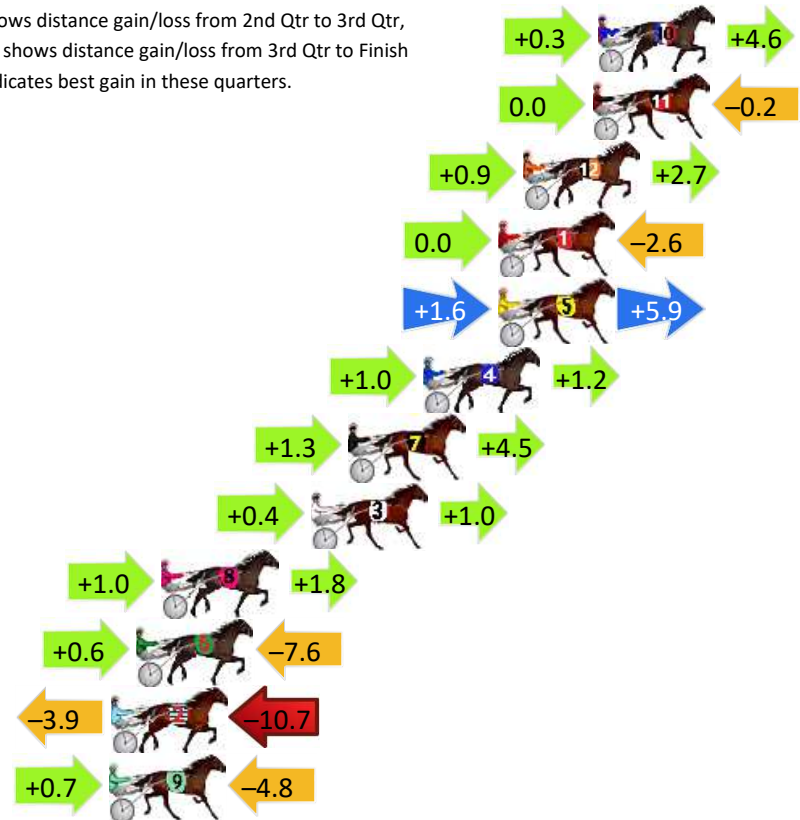 ows distance gain/loss from 2nd Qtr to 3rd Qtr,
shows distance gain/loss from 3rd Qtr to Finish
dicates best gain in these quarters.
+0.3 10 +4.6
0.0 11 –0.2
+0.9 12 +2.7
0.0 1 –2.6
+1.6 5 +5.9
+1.0 4 +1.2
+1.3 7 +4.5
+0.4 3 +1.0
+1.0 8 +1.8
+0.6 6 –7.6
–3.9 2 –10.7
+0.7 9 –4.8